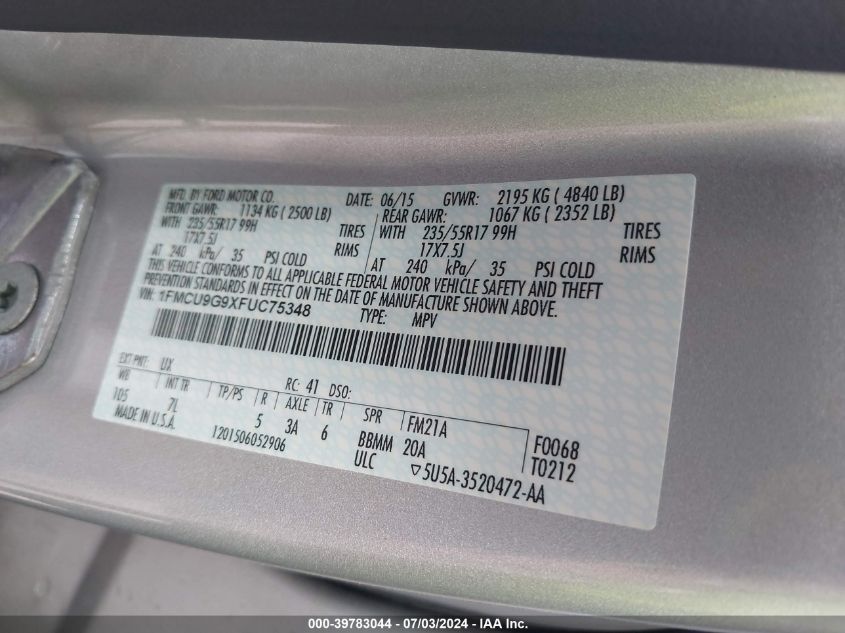 MFD. BY FORD MOTOR CO. DATE: 06/15 GVWR: 2195 KG ( 4840 LB)
FRONT GAWR: 1134 KG ( 2500 LB) REAR GAWR: 1067 KG ( 2352 LB)
WITH 235/55R17 99H TIRES WITH 235/55R17 99H TIRES
17X7.5J RIMS 17X7.5J RIMS
AT 240 kPa/ 35 PSI COLD AT 240 kPa/ 35 PSI COLD
THIS VEHICLE CONFORMS TO ALL APPLICABLE FEDERAL MOTOR VEHICLE SAFETY AND THEFT
PREVENTION STANDARDS IN EFFECT ON THE DATE OF MANUFACTURE SHOWN ABOVE.
VIN: 1FMCU9G9XFUC75348 TYPE: MPV
EXT PNT: UX RC: 41 DSO:
WB INT TR TP/PS R AXLE TR SPR FM21A F0068
105 7L 5 3A 6 BBMM 20A T0212
MADE IN U.S.A. 1201506052906 ULC ▽5U5A-3520472-AA
000-39783044 - 07/03/2024 - IAA Inc.